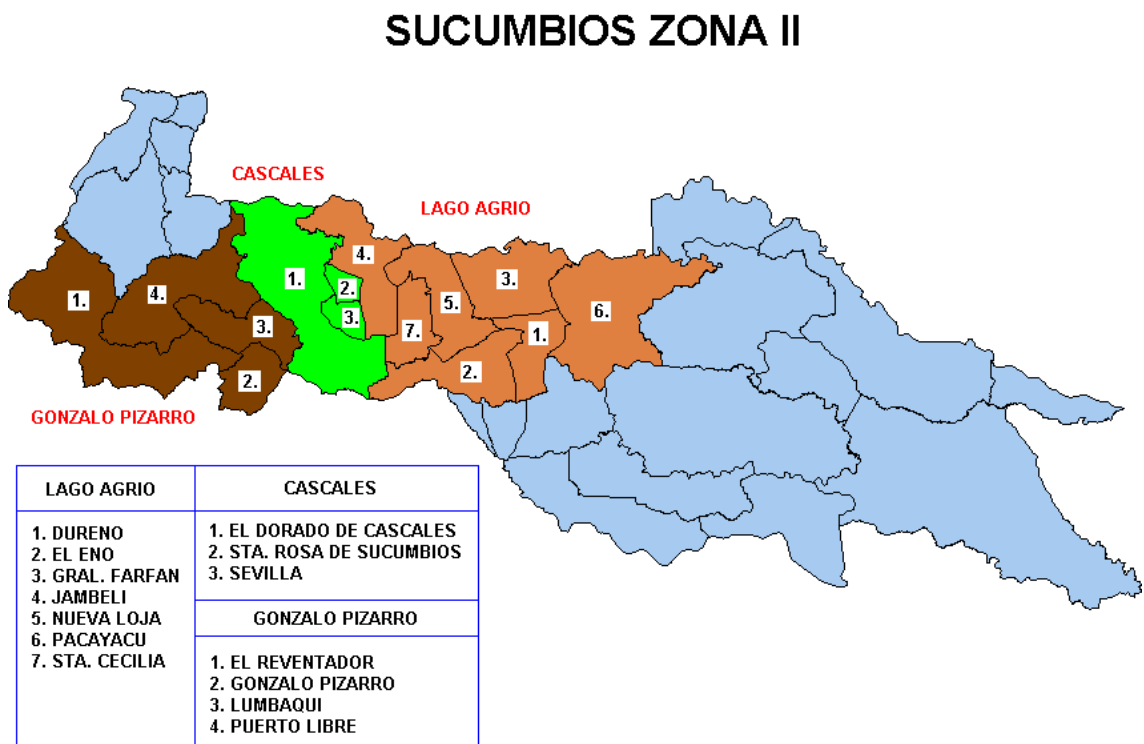 SUCUMBIOS ZONA II
CASCALES
LAGO AGRIO
4.
1.
3.
5.
2.
1.
4.
6.
3.
3.
7.
1.
2.
2.
GONZALO PIZARRO
LAGO AGRIO
1. DURENO
2. EL ENO
3. GRAL. FARFAN
4. JAMBELI
5. NUEVA LOJA
6. PACAYACU
7. STA. CECILIA
CASCALES
1. EL DORADO DE CASCALES
2. STA. ROSA DE SUCUMBIOS
3. SEVILLA
GONZALO PIZARRO
1. EL REVENTADOR
2. GONZALO PIZARRO
3. LUMBAQUI
4. PUERTO LIBRE